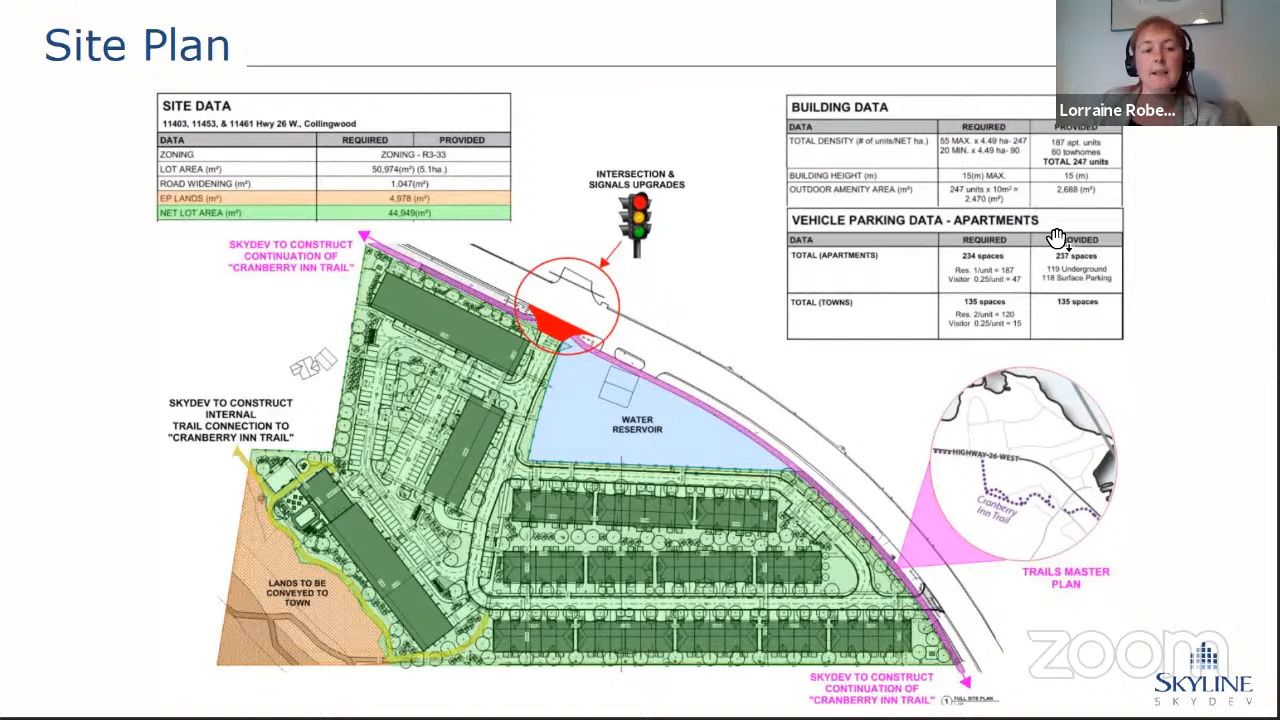 Site Plan
Lorraine Robe...
SITE DATA
11403, 11453, & 11461 Hwy 26 W., Collingwood
DATA REQUIRED PROVIDED
ZONING ZONING - R3-33
LOT AREA (m²) 50,974(m²) (5.1ha.)
ROAD WIDENING (m²) 1,047(m²)
EP LANDS (m²) 4,978 (m²)
NET LOT AREA (m²) 44,949(m²)
BUILDING DATA
DATA REQUIRED PROVIDED
TOTAL DENSITY (# of units/NET ha.) 55 MAX. x 4.49 ha- 247 187 apt. units
20 MIN. x 4.49 ha- 90 60 towhomes
TOTAL 247 units
BUILDING HEIGHT (m) 15(m) MAX. 15 (m)
OUTDOOR AMENITY AREA (m²) 247 units x 10m² = 2,688 (m²)
2,470 (m²)
VEHICLE PARKING DATA - APARTMENTS
DATA REQUIRED OVIDED
TOTAL (APARTMENTS) 234 spaces 237 spaces
Res. 1/unit = 187 119 Underground
Visitor 0.25/unit = 47 118 Surface Parking
TOTAL (TOWNS) 135 spaces 135 spaces
Res. 2/unit = 120
Visitor 0.25/unit = 15
INTERSECTION &
SIGNALS UPGRADES
SKYDEV TO CONSTRUCT
CONTINUATION OF
"CRANBERRY INN TRAIL"
SKYDEV TO CONSTRUCT
INTERNAL
TRAIL CONNECTION TO
"CRANBERRY INN TRAIL"
WATER
RESERVOIR
LANDS TO BE
CONVEYED TO
TOWN
HIGHWAY 26 WEST
Cranberry
Inn Trail
TRAILS MASTER
PLAN
SKYDEV TO CONSTRUCT
CONTINUATION OF
"CRANBERRY INN TRAIL"
1 FULL SITE PLAN
zoom
SKYLINE
SKYDEV